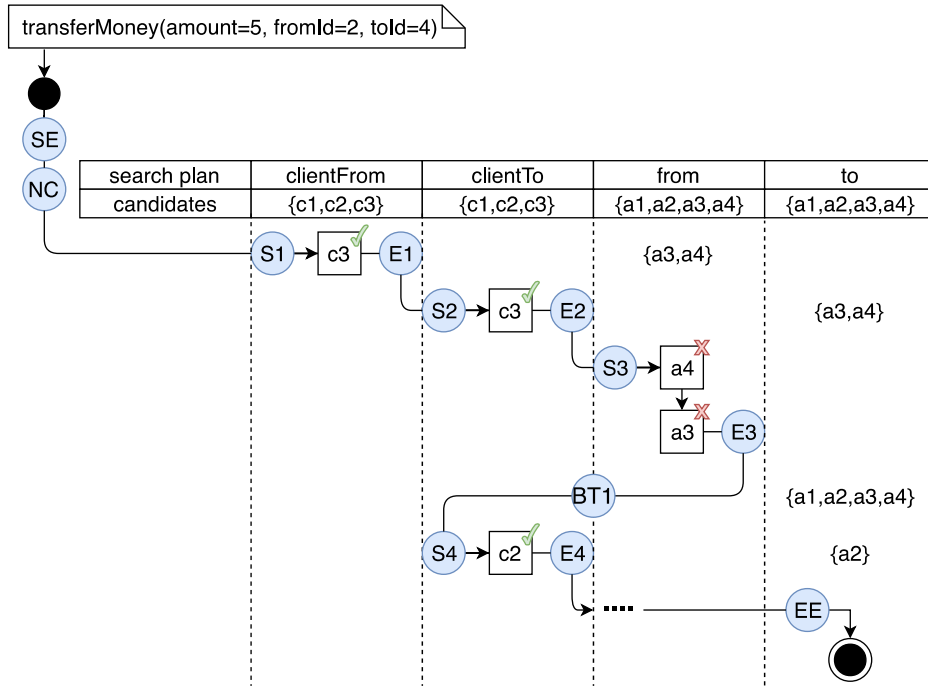 transferMoney(amount=5, fromId=2, toId=4)
SE
NC
search plan clientFrom clientTo from to
candidates {c1,c2,c3} {c1,c2,c3} {a1,a2,a3,a4} {a1,a2,a3,a4}
S1 c3 E1 {a3,a4}
S2 c3 E2 {a3,a4}
S3 a4 X
a3 X E3
BT1 {a1,a2,a3,a4}
S4 c2 E4 {a2}
.... EE